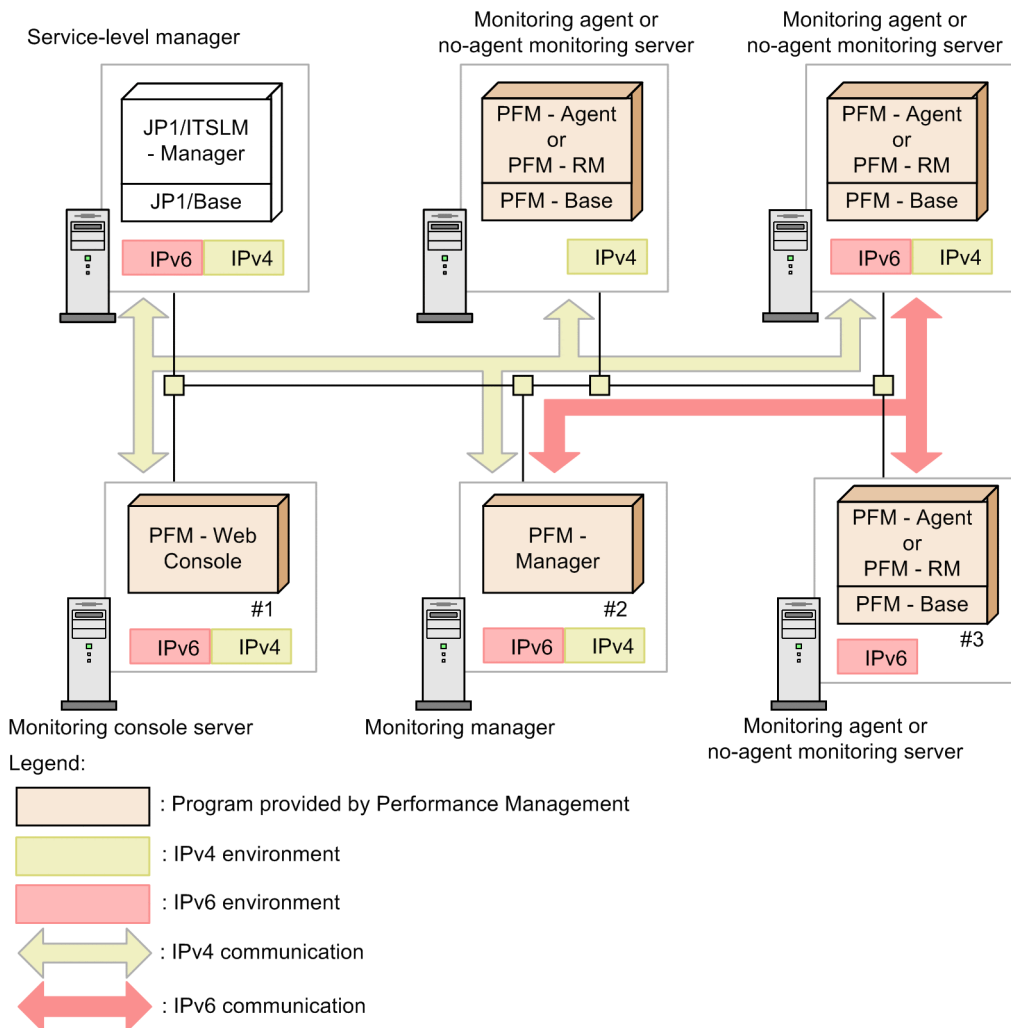 Service-level manager
Monitoring agent or
no-agent monitoring server
Monitoring agent or
no-agent monitoring server
JP1/ITSLM
- Manager
JP1/Base
IPv6 IPv4
PFM - Agent
or
PFM - RM
PFM - Base
IPv4
PFM - Agent
or
PFM - RM
PFM - Base
IPv6 IPv4
PFM - Web
Console
#1
IPv6 IPv4
Monitoring console server
PFM -
Manager
#2
IPv6 IPv4
Monitoring manager
PFM - Agent
or
PFM - RM
PFM - Base
#3
IPv6
Monitoring agent or
no-agent monitoring server
Legend:
: Program provided by Performance Management
: IPv4 environment
: IPv6 environment
: IPv4 communication
: IPv6 communication